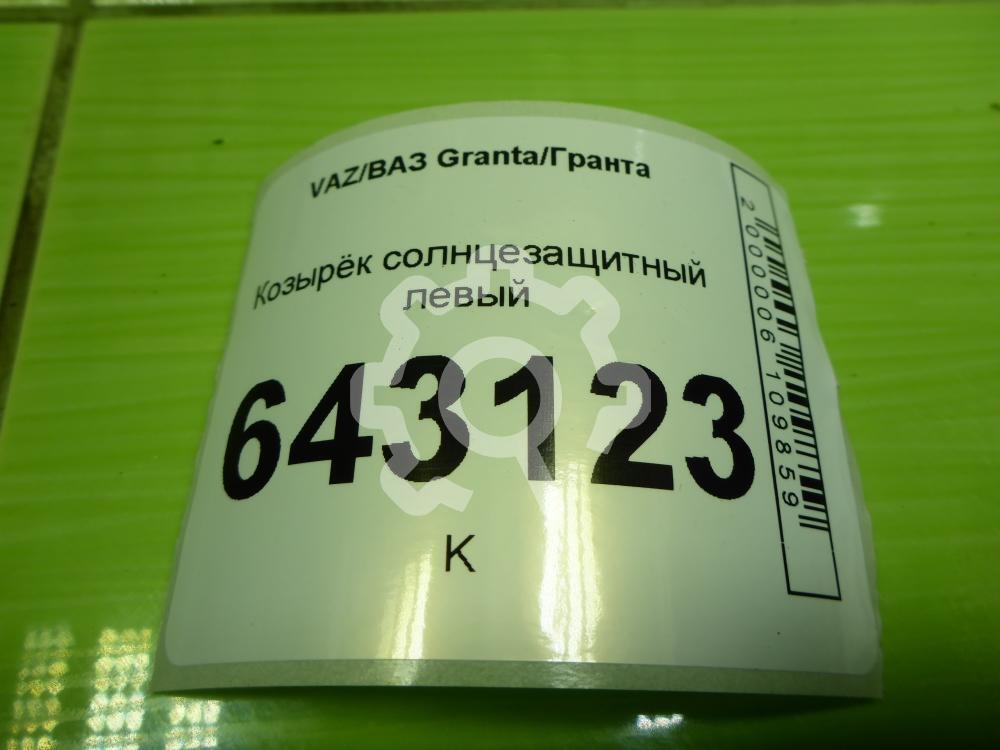 VAZ/ВАЗ Granta/Гранта
Козырёк солнцезащитный
левый
643123
К
2000006109859